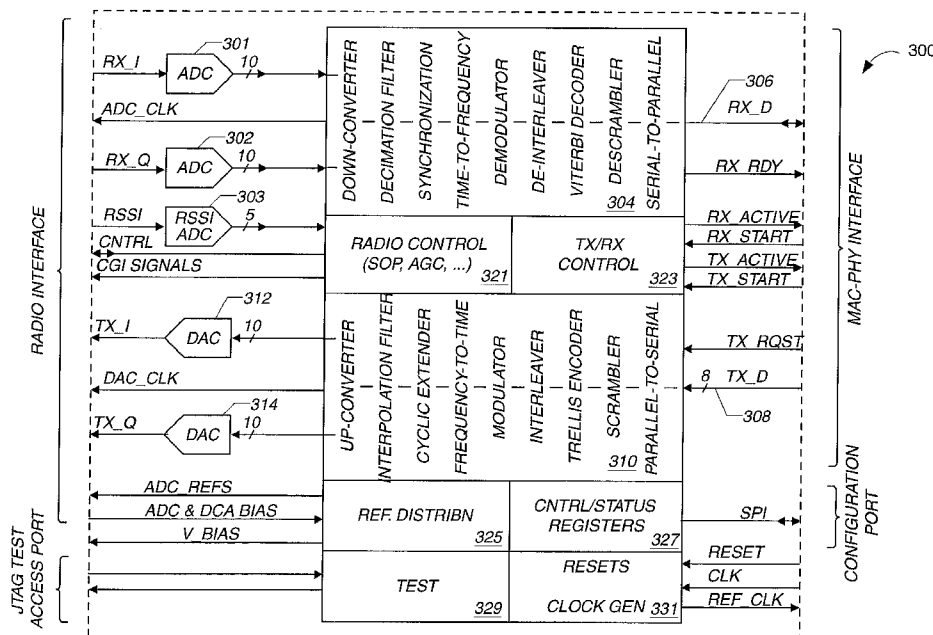 300
301
RX_I
ADC
10
ADC_CLK
302
RX_Q
ADC
10
RSSI
303
RSSI
ADC
5
CNTRL
CGI SIGNALS
312
TX_I
DAC
10
DAC_CLK
314
TX_Q
DAC
10
ADC_REFS
ADC & DCA BIAS
V_BIAS
RADIO INTERFACE
JTAG TEST
ACCESS PORT
DOWN-CONVERTER
DECIMATION FILTER
SYNCHRONIZATION
TIME-TO-FREQUENCY
DEMODULATOR
DE-INTERLEAVER
VITERBI DECODER
DESCRAMBLER
SERIAL-TO-PARALLEL
304
RADIO CONTROL
(SOP, AGC, ...)
321
TX/RX
CONTROL
323
UP-CONVERTER
INTERPOLATION FILTER
CYCLIC EXTENDER
FREQUENCY-TO-TIME
MODULATOR
INTERLEAVER
TRELLIS ENCODER
SCRAMBLER
PARALLEL-TO-SERIAL
310
REF. DISTRIBN
325
CNTRL/STATUS
REGISTERS
327
TEST
329
RESETS
CLOCK GEN
331
306
RX_D
RX_RDY
RX_ACTIVE
RX_START
TX_ACTIVE
TX_START
TX_RQST
8
TX_D
308
SPI
RESET
CLK
REF_CLK
MAC-PHY INTERFACE
CONFIGURATION
PORT